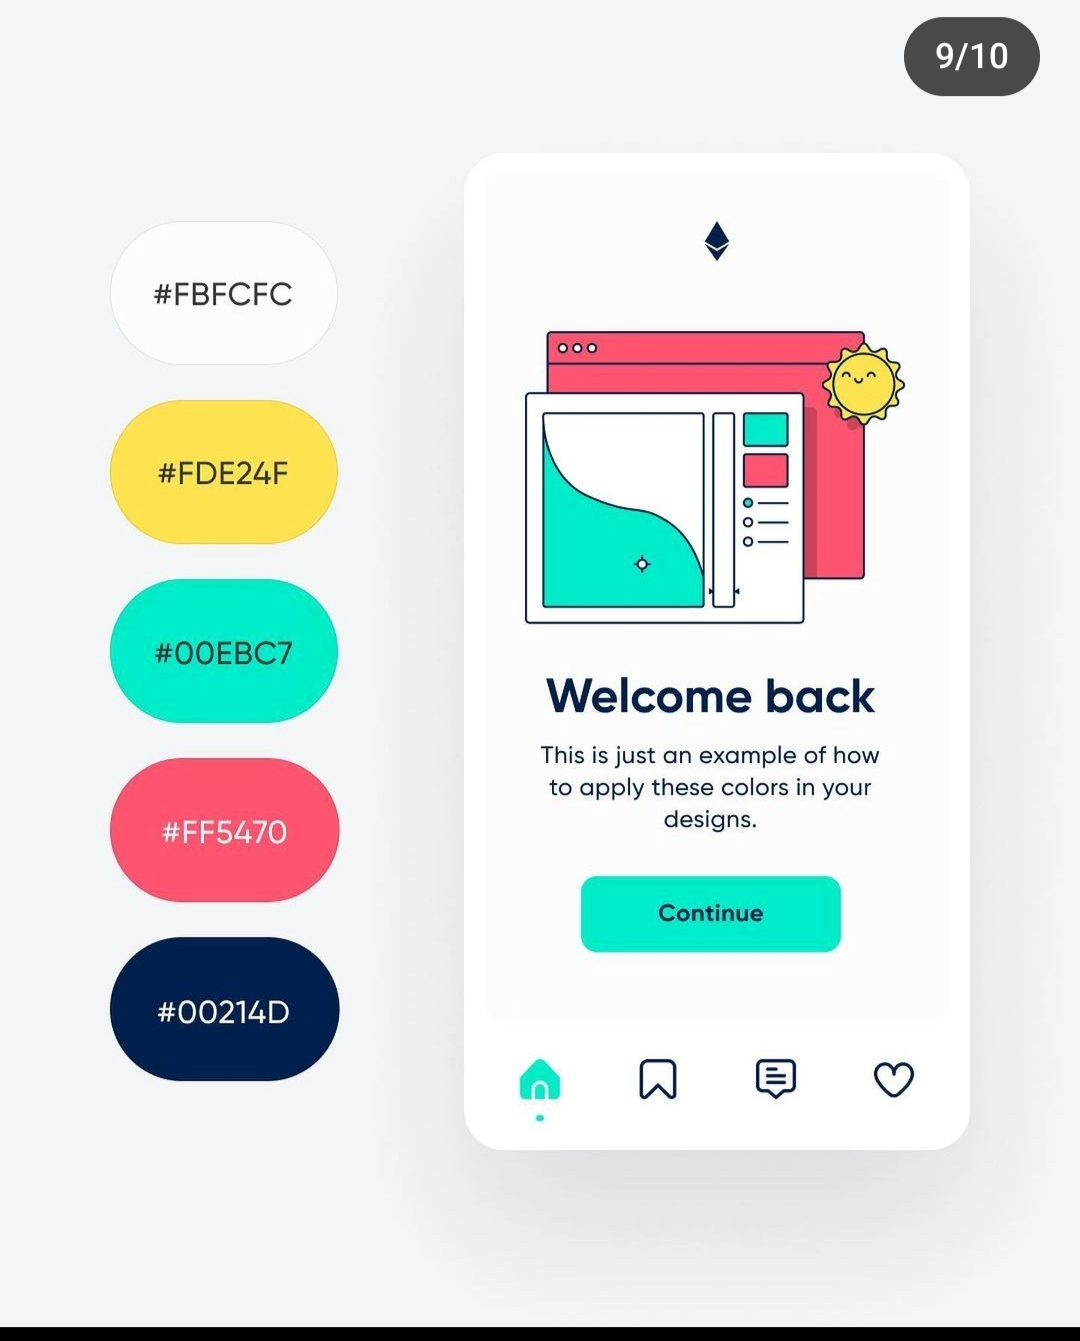 9/10
#FBFCFC
#FDE24F
#00EBC7
#FF5470
#00214D
Welcome back
This is just an example of how
to apply these colors in your
designs.
Continue